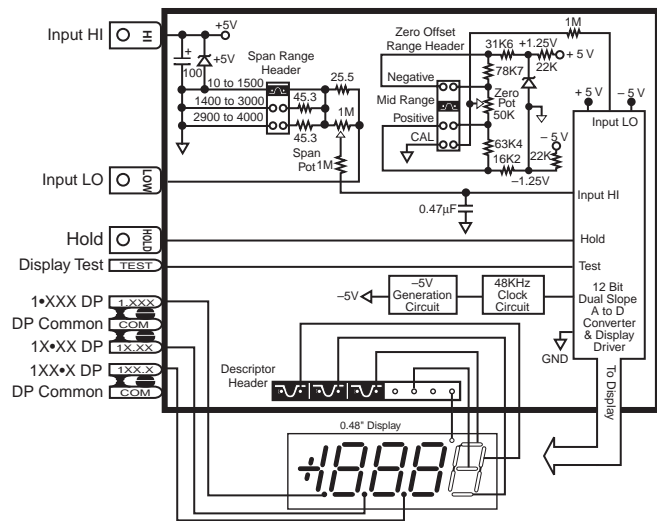 Input HI
HI
+5V
+
100
+5V
Span Range
Header
10 to 1500
1400 to 3000
2900 to 4000
25.5
45.3
45.3
1M
Span
Pot
1M
Zero Offset
Range Header
Negative
Mid Range
Positive
CAL
1M
31K6
+1.25V
22K
+ 5 V
78K7
Zero
Pot
50K
63K4
16K2
–1.25V
22K
– 5 V
+ 5 V
– 5 V
Input LO
Input LO
LOW
Input HI
0.47µF
Hold
HOLD
Hold
Display Test
TEST
Test
12 Bit
Dual Slope
A to D
Converter
& Display
Driver
–5V
–5V
Generation
Circuit
48KHz
Clock
Circuit
GND
To Display
1•XXX DP
1.XXX
DP Common
COM
1X•XX DP
1X.XX
1XX•X DP
1XX.X
DP Common
COM
Descriptor
Header
0.48" Display
+1888